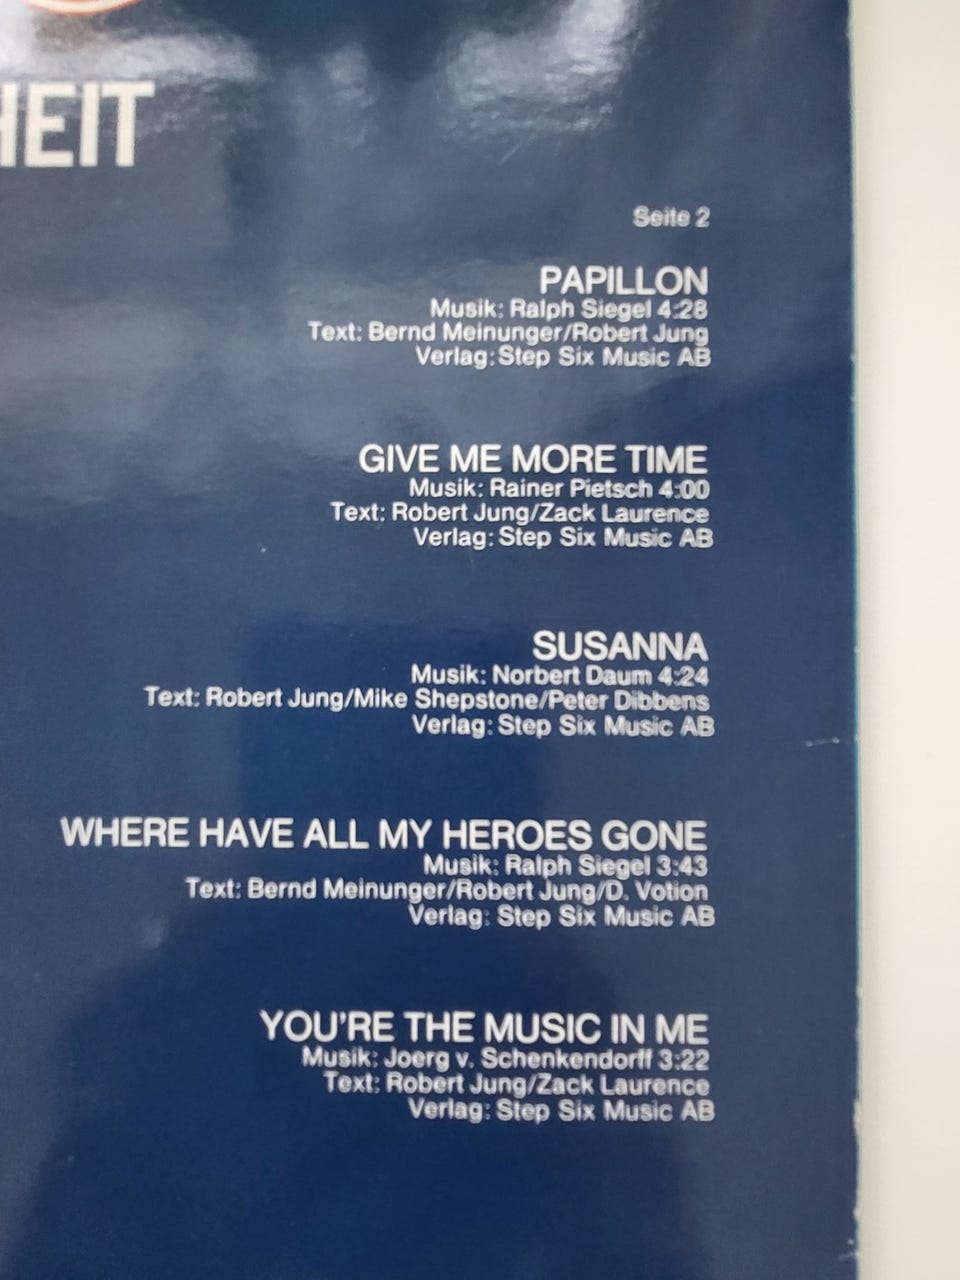 HEIT
Seite 2
PAPILLON
Musik: Ralph Siegel 4:28
Text: Bernd Meinunger/Robert Jung
Verlag: Step Six Music AB
GIVE ME MORE TIME
Musik: Rainer Pietsch 4:00
Text: Robert Jung/Zack Laurence
Verlag: Step Six Music AB
SUSANNA
Musik: Norbert Daum 4:24
Text: Robert Jung/Mike Shepstone/Peter Dibbens
Verlag: Step Six Music AB
WHERE HAVE ALL MY HEROES GONE
Musik: Ralph Siegel 3:43
Text: Bernd Meinunger/Robert Jung/D. Votion
Verlag: Step Six Music AB
YOU'RE THE MUSIC IN ME
Musik: Joerg v. Schenkendorff 3:22
Text: Robert Jung/Zack Laurence
Verlag: Step Six Music AB